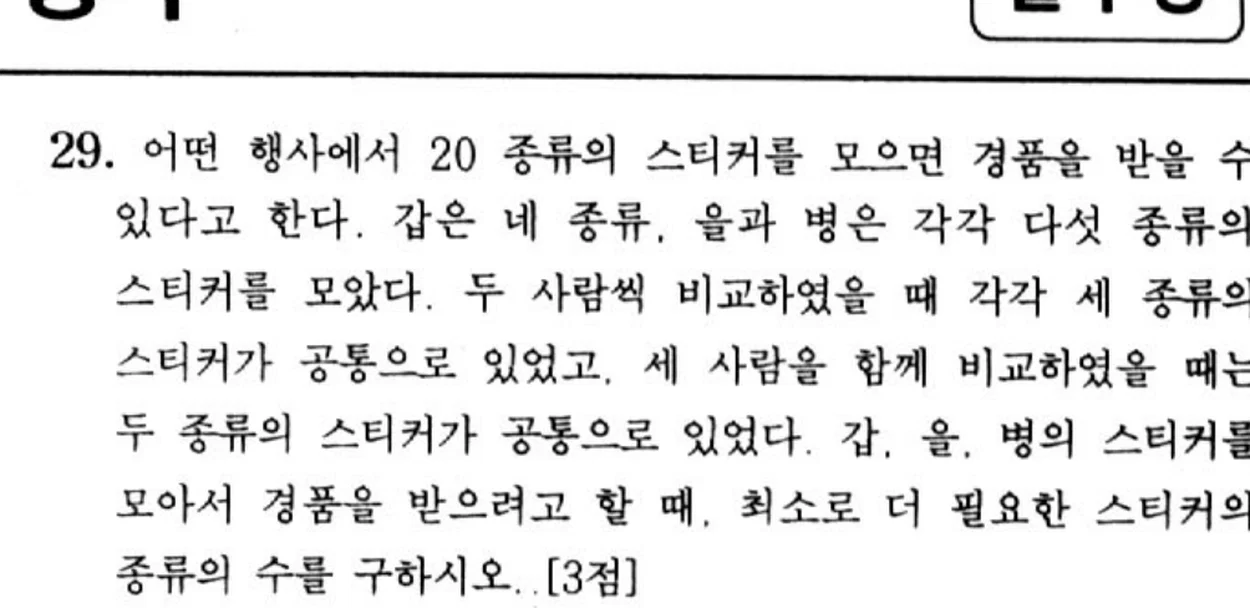 29. 어떤 행사에서 20 종류의 스티커를 모으면 경품을 받을 수
있다고 한다. 갑은 네 종류, 을과 병은 각각 다섯 종류의
스티커를 모았다. 두 사람씩 비교하였을 때 각각 세 종류의
스티커가 공통으로 있었고, 세 사람을 함께 비교하였을 때는
두 종류의 스티커가 공통으로 있었다. 갑, 을, 병의 스티커를
모아서 경품을 받으려고 할 때, 최소로 더 필요한 스티커의
종류의 수를 구하시오. [3점]